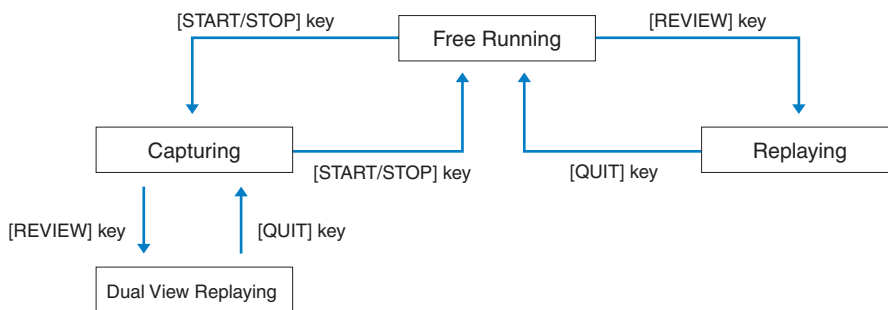 [START/STOP] key
Free Running
[REVIEW] key
Capturing
[START/STOP] key
[QUIT] key
Replaying
[REVIEW] key
[QUIT] key
Dual View Replaying